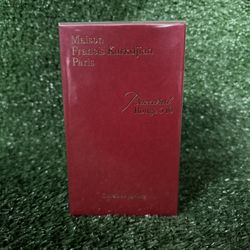 Maison
Francis Kurkdjian
Paris
Baccarat
Rouge 540